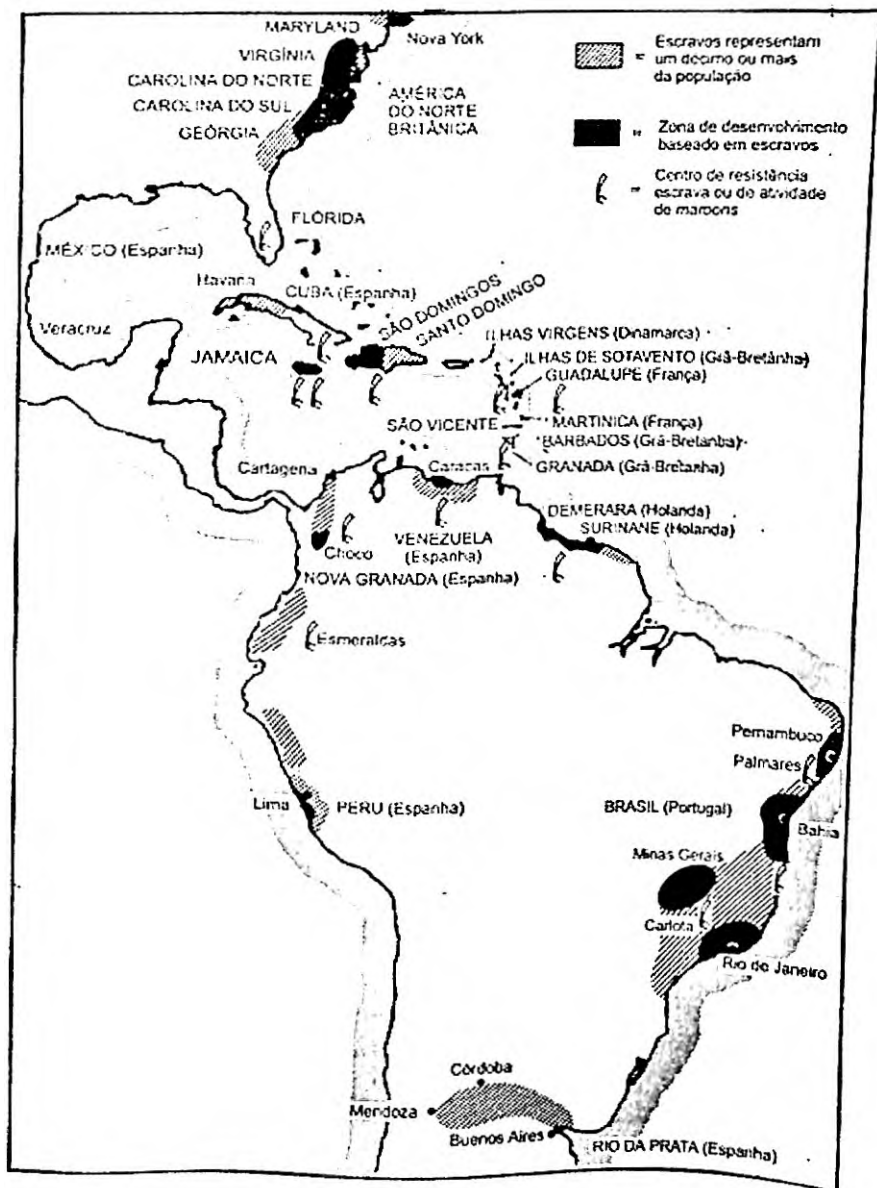 MARYLAND
Nova York
VIRGÍNIA
CAROLINA DO NORTE
CAROLINA DO SUL
GEÓRGIA
AMÉRICA
DO NORTE
BRITÂNICA
= Escravos representam
um décimo ou mais
da população
= Zona de desenvolvimento
baseado em escravos
= Centro de resistência
escrava ou de atividade
de maroons
FLÓRIDA
MÉXICO (Espanha)
Havana
CUBA (Espanha)
SÃO DOMINGOS
SANTO DOMINGO
Veracruz
JAMAICA
ILHAS VIRGENS (Dinamarca)
ILHAS DE SOTAVENTO (Grã-Bretanha)
GUADALUPE (França)
SÃO VICENTE
MARTINICA (França)
BARBADOS (Grã-Bretanha)
GRANADA (Grã-Bretanha)
Cartagena
Caracas
DEMERARA (Holanda)
SURINANE (Holanda)
Choco
VENEZUELA
(Espanha)
NOVA GRANADA (Espanha)
Esmeraldas
Pernambuco
Palmares
Lima
PERU (Espanha)
BRASIL (Portugal)
Bahia
Minas Gerais
Carlota
Rio de Janeiro
Córdoba
Mendoza
Buenos Aires
RIO DA PRATA (Espanha)